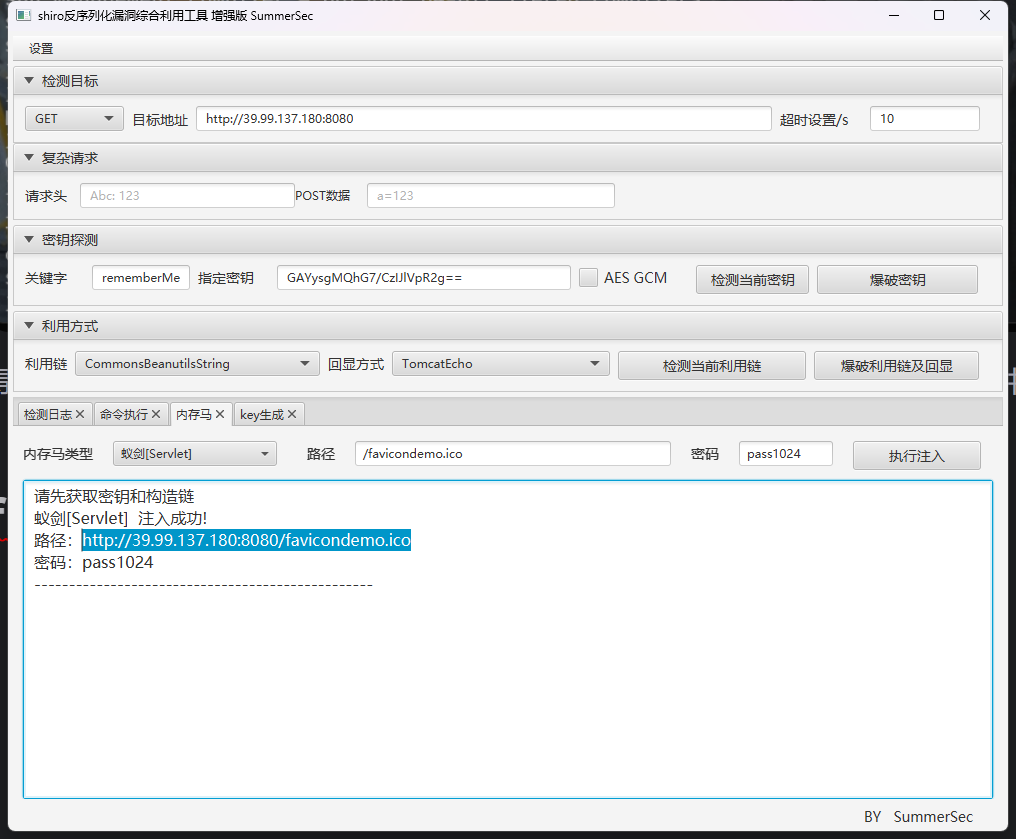 shiro反序列化漏洞综合利用工具 增强版 SummerSec
设置
检测目标
GET 目标地址 http://39.99.137.180:8080 超时设置/s 10
复杂请求
请求头 Abc: 123 POST数据 a=123
密钥探测
关键字 rememberMe 指定密钥 GAYysgMQhG7/CzIJlVpR2g== AES GCM 检测当前密钥 爆破密钥
利用方式
利用链 CommonsBeanutilsString 回显方式 TomcatEcho 检测当前利用链 爆破利用链及回显
检测日志 命令执行 内存马 key生成
内存马类型 蚁剑[Servlet] 路径 /favicondemo.ico 密码 pass1024 执行注入
请先获取密钥和构造链
蚁剑[Servlet] 注入成功!
路径：http://39.99.137.180:8080/favicondemo.ico
密码：pass1024
------------------------------------------------
BY SummerSec